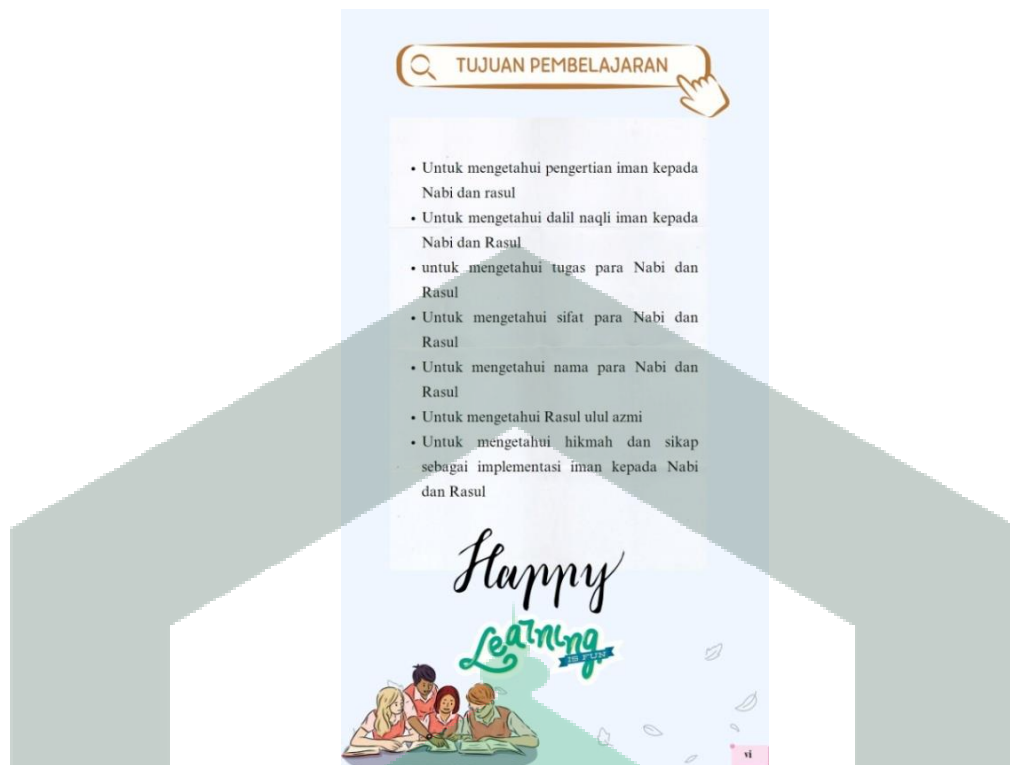 TUJUAN PEMBELAJARAN
• Untuk mengetahui pengertian iman kepada
Nabi dan rasul
• Untuk mengetahui dalil naqli iman kepada
Nabi dan Rasul
• untuk mengetahui tugas para Nabi dan
Rasul
• Untuk mengetahui sifat para Nabi dan
Rasul
• Untuk mengetahui nama para Nabi dan
Rasul
• Untuk mengetahui Rasul ulul azmi
• Untuk mengetahui hikmah dan sikap
sebagai implementasi iman kepada Nabi
dan Rasul
Happy
Learning
IS FUN
vi